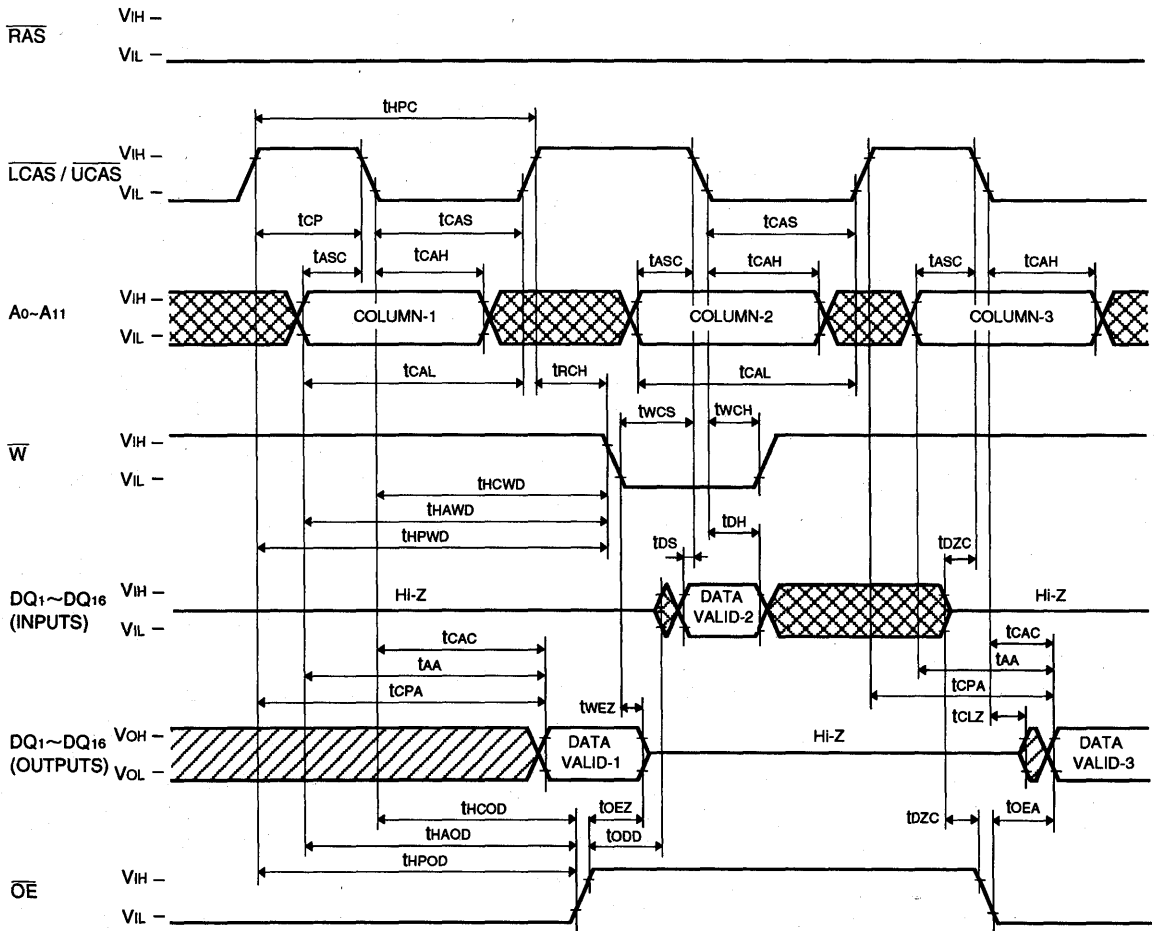 RAS
VIH
VIL
tHPC
LCAS / UCAS
VIH
VIL
tCP
tCAS
tCAS
tASC
tCAH
tASC
tCAH
tASC
tCAH
A0~A11
VIH
VIL
COLUMN-1
COLUMN-2
COLUMN-3
tCAL
tRCH
tCAL
tWCS
tWCH
W
VIH
VIL
tHCWD
tHAWD
tHPWD
tDH
tDS
tDZC
DQ1~DQ16
(INPUTS)
VIH
VIL
Hi-Z
DATA
VALID-2
Hi-Z
tCAC
tAA
tCPA
tWEZ
tCAC
tAA
tCPA
tCLZ
DQ1~DQ16
(OUTPUTS)
VOH
VOL
DATA
VALID-1
Hi-Z
DATA
VALID-3
tHCOD
tHAOD
tHPOD
tOEZ
tODD
tDZC
tOEA
OE
VIH
VIL